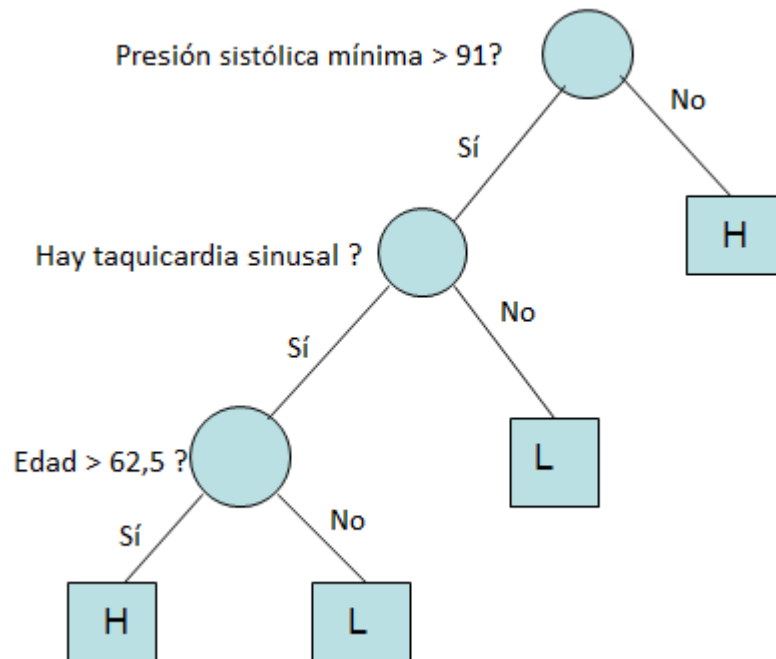 Presión sistólica mínima > 91?
No
Sí
H
Hay taquicardia sinusal ?
No
Sí
L
Edad > 62,5 ?
No
Sí
H
L